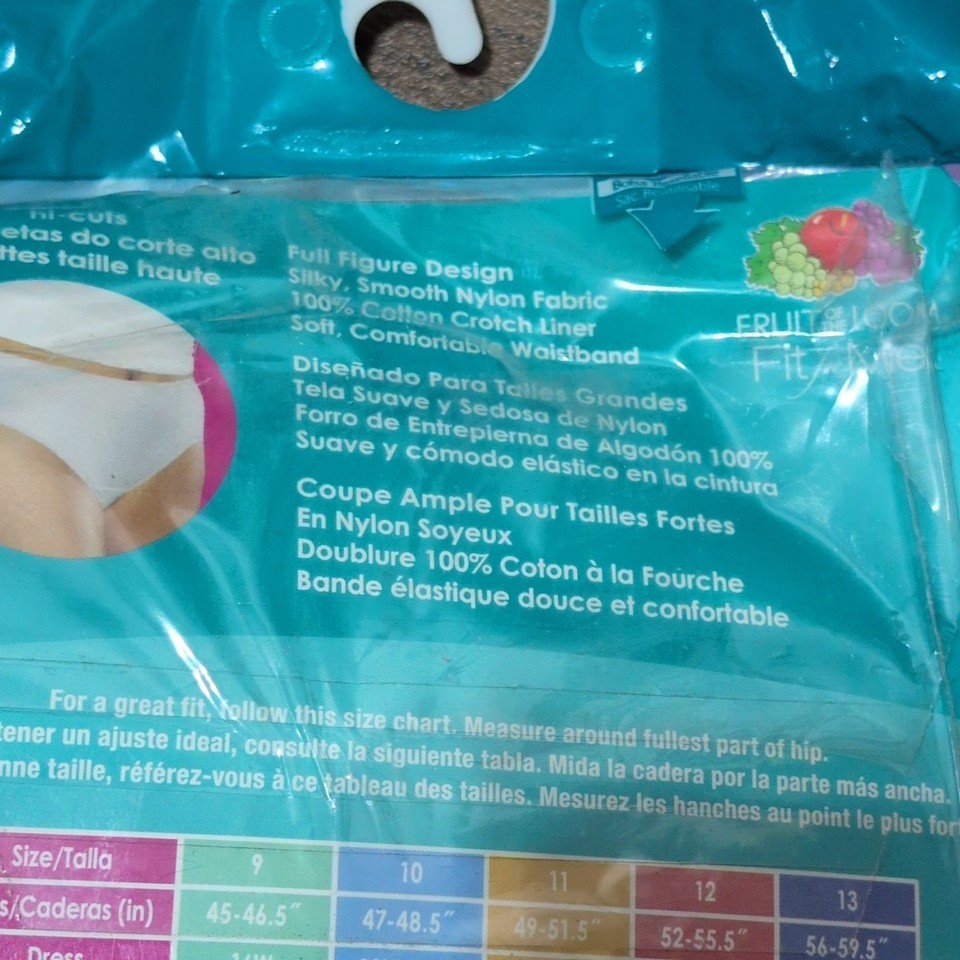 Sac Réutilisable
hi-cuts
etas do corte alto
ttes taille haute
Full Figure Design
Silky, Smooth Nylon Fabric
100% Cotton Crotch Liner
Soft, Comfortable Waistband
Diseñado Para Talles Grandes
Tela Suave y Sedosa de Nylon
Forro de Entrepierna de Algodón 100%
Suave y cómodo elástico en la cintura
Coupe Ample Pour Tailles Fortes
En Nylon Soyeux
Doublure 100% Coton à la Fourche
Bande élastique douce et confortable
FRUIT OF THE LOOM
Fit for Me
For a great fit, follow this size chart. Measure around fullest part of hip.
tener un ajuste ideal, consulte la siguiente tabla. Mida la cadera por la parte más ancha.
nne taille, référez-vous à ce tableau des tailles. Mesurez les hanches au point le plus for
Size/Talla 9 10 11 12 13
s/Caderas (in) 45-46.5" 47-48.5" 49-51.5" 52-55.5" 56-59.5"
Dress